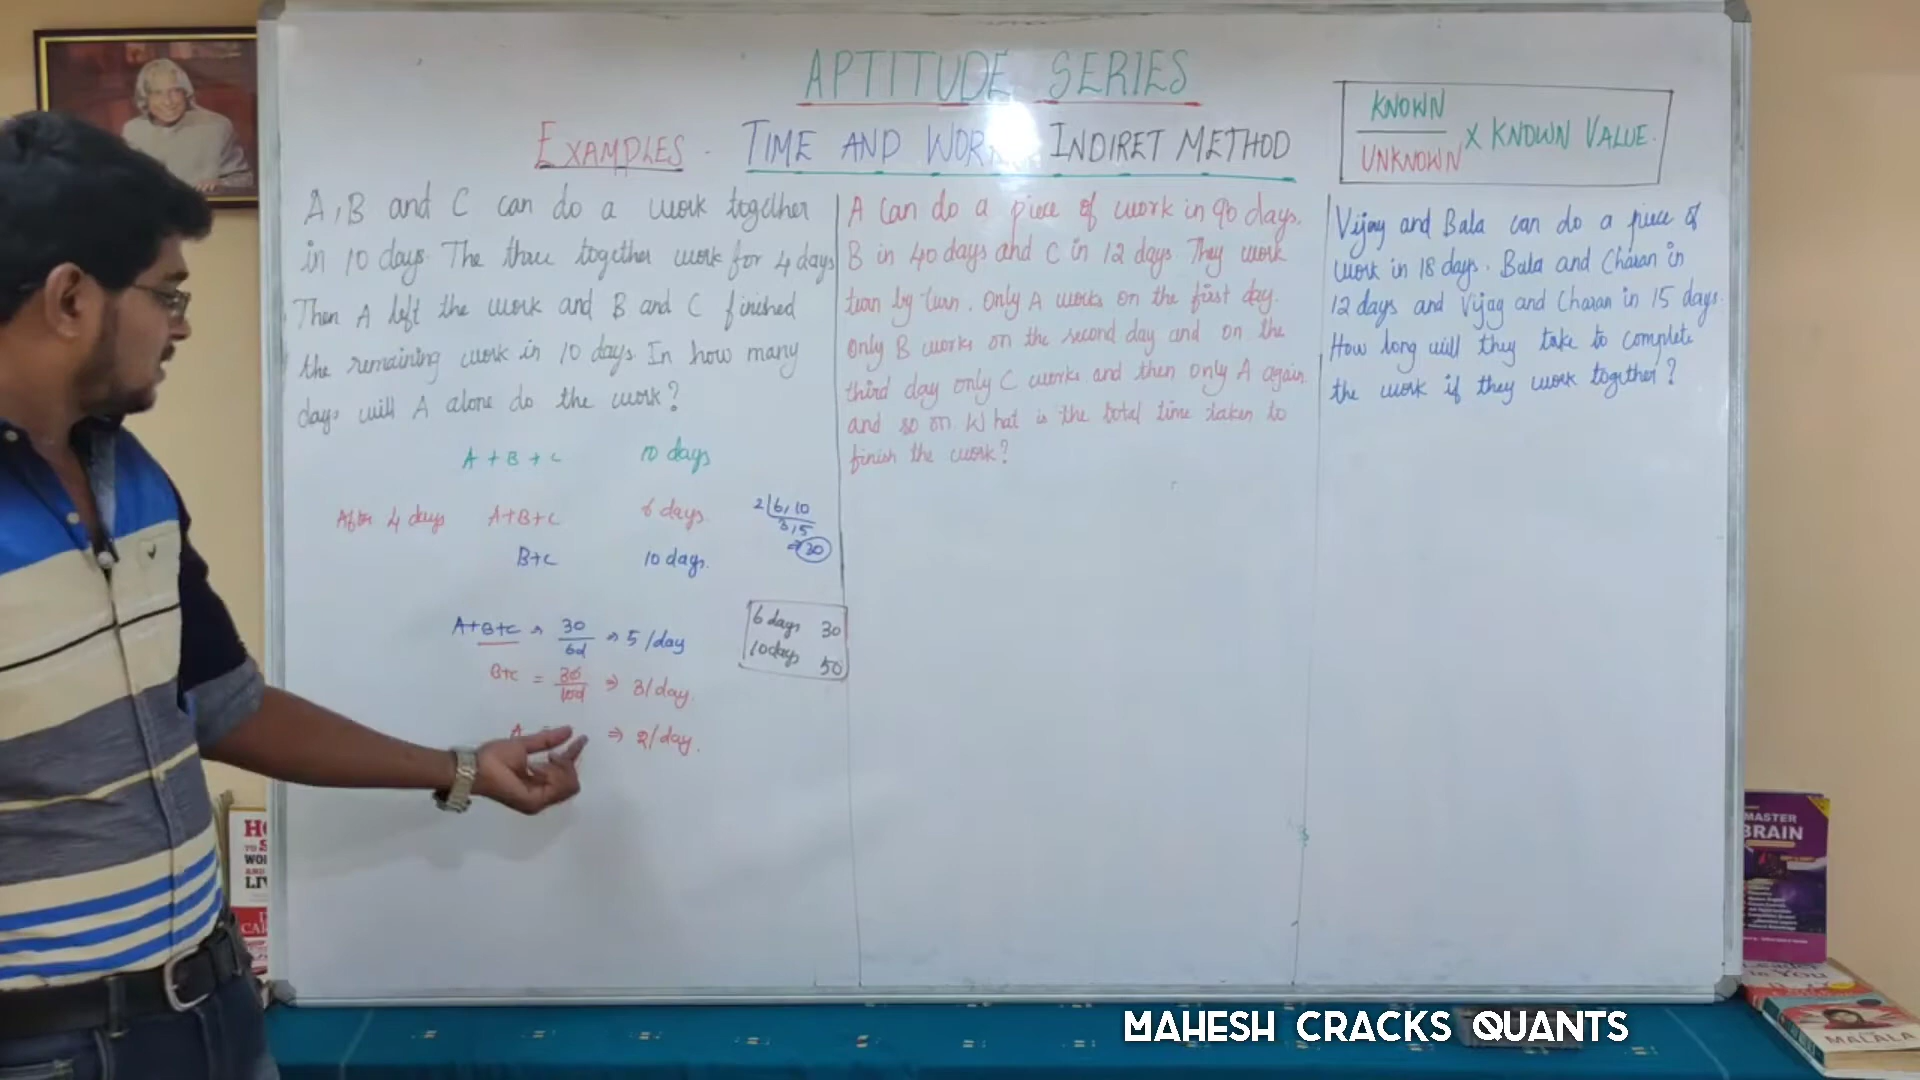 APTITUDE SERIES
EXAMPLES - TIME AND WORK INDIRET METHOD
KNOWN
UNKNOWN
X KNOWN VALUE.
A, B and C can do a work together
in 10 days. The three together work for 4 days
Then A left the work and B and C finished
the remaining work in 10 days. In how many
days will A alone do the work?
A + B + C 10 days
After 4 days A+B+C 6 days
B+C 10 days.
2 | 6, 10
3, 5
30
A+B+C → 30/6d ⇒ 5/day
B+C = 30/10d ⇒ 3/day.
A ⇒ 2/day.
6 days 30
10 days 50
A can do a piece of work in 90 days.
B in 40 days and C in 12 days. They work
turn by turn. Only A works on the first day.
Only B works on the second day and on the
third day only C works and then only A again
and so on. What is the total time taken to
finish the work?
Vijay and Bala can do a piece of
work in 18 days. Bala and Charan in
12 days and Vijay and Charan in 15 days.
How long will they take to complete
the work if they work together?
MASTER
BRAIN
in You
MALALA
MAHESH CRACKS QUANTS